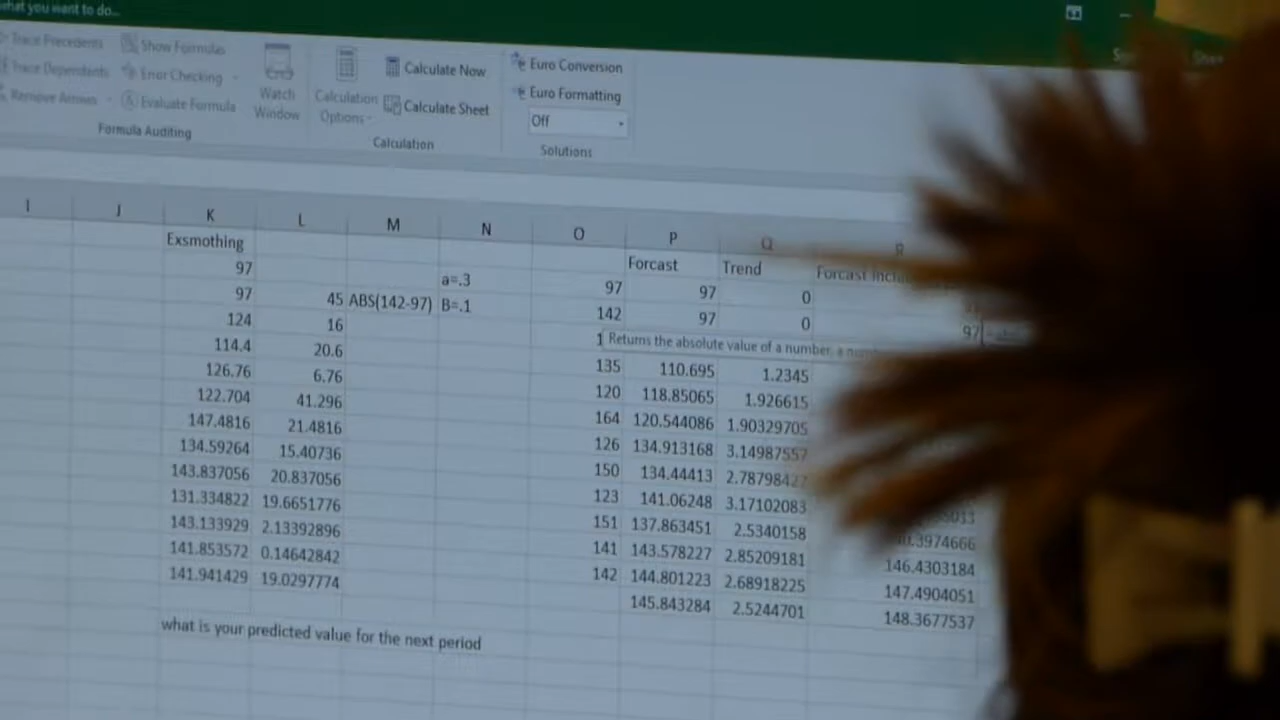 what you want to do...
Trace Precedents Show Formulas
Trace Dependents Error Checking
Remove Arrows Evaluate Formula
Formula Auditing
Watch Window
Calculation Options
Calculate Now
Calculate Sheet
Calculation
Euro Conversion
Euro Formatting
Off
Solutions
I J K L M N O P Q R
Exsmothing Forcast Trend Forcast
97 a=.3 97 97 0
97 45 ABS(142-97) B=.1 142 97 0 97
124 16 1 Returns the absolute value of a number, a
114.4 20.6 135 110.695 1.2345
126.76 6.76 120 118.85065 1.926615
122.704 41.296 164 120.544086 1.90329705
147.4816 21.4816 126 134.913168 3.14987557
134.59264 15.40736 150 134.44413
143.837056 20.837056 123 141.06248 3.17102083
131.334822 19.6651776 151 137.863451 2.5340158
143.133929 2.13392896 141 143.578227 2.85209181 146.4303184
141.853572 0.14642842 142 144.801223 2.68918225 147.4904051
141.941429 19.0297774 145.843284 2.5244701 148.3677537
what is your predicted value for the next period